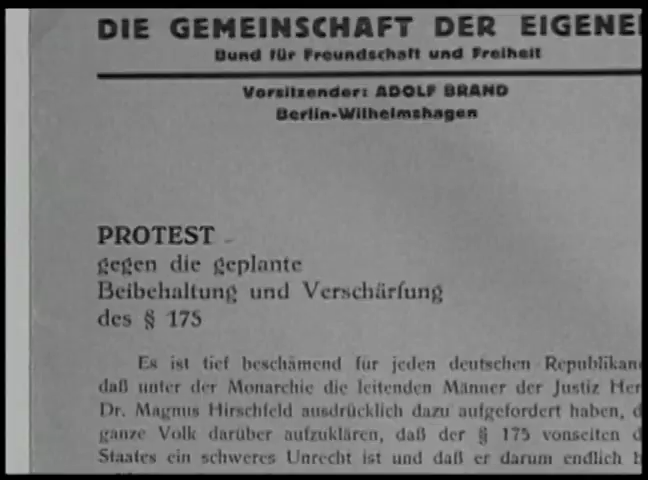 DIE GEMEINSCHAFT DER EIGENE
Bund für Freundschaft und Freiheit
Vorsitzender: ADOLF BRAND
Berlin-Wilhelmshagen
PROTEST
gegen die geplante
Beibehaltung und Verschärfung
des § 175
Es ist tief beschämend für jeden deutschen Republikan
daß unter der Monarchie die leitenden Männer der Justiz Her
Dr. Magnus Hirschfeld ausdrücklich dazu aufgefordert haben, d
ganze Volk darüber aufzuklären, daß der § 175 vonseiten d
Staates ein schweres Unrecht ist und daß er darum endlich